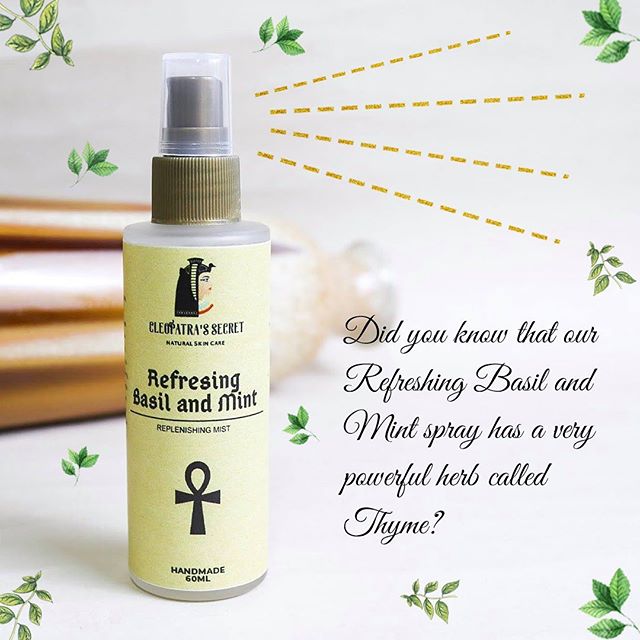 CLEOPATRA'S SECRET
NATURAL SKIN CARE
Refresing
Basil and Mint
REPLENISHING MIST
HANDMADE
60ML
Did you know that our
Refreshing Basil and
Mint spray has a very
powerful herb called
Thyme?